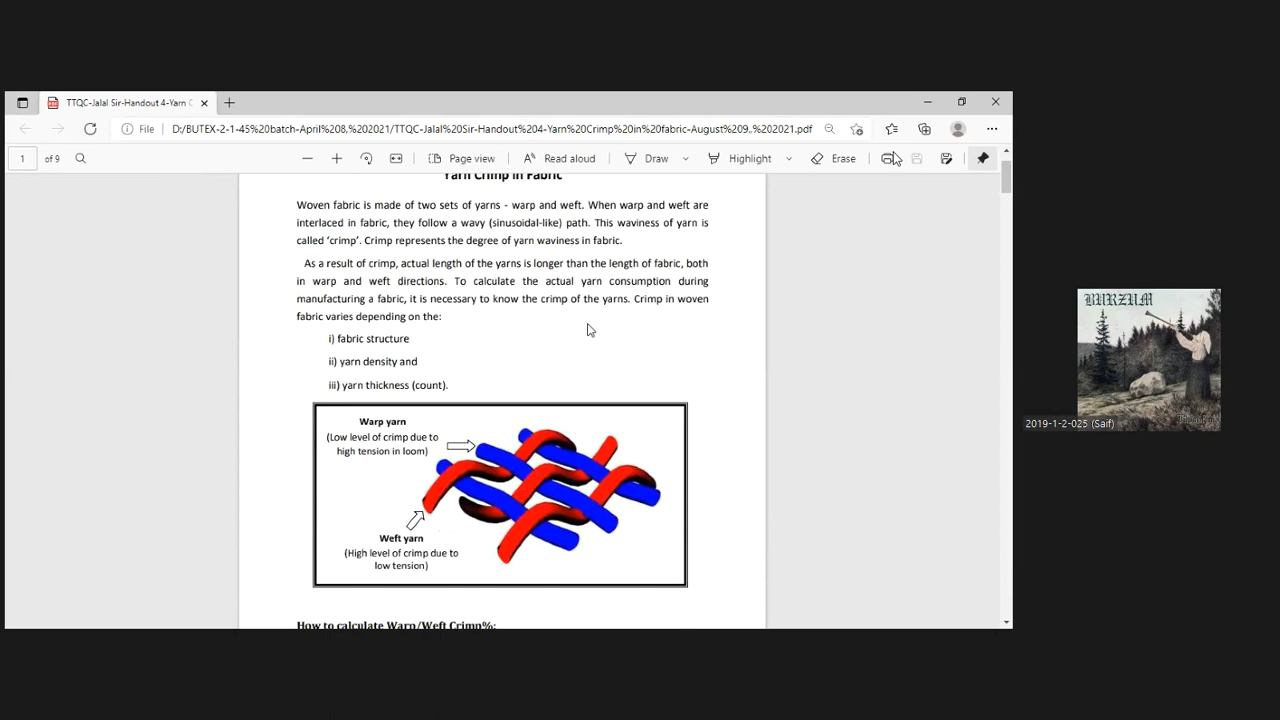 TTQC-Jalal Sir-Handout 4-Yarn C
File
D:/BUTEX-2-1-45%20batch-April%208,%202021/TTQC-Jalal%20Sir-Handout%204-Yarn%20Crimp%20in%20fabric-August%209..%202021.pdf
1 of 9
Page view
Read aloud
Draw
Highlight
Erase
Yarn Crimp in Fabric
Woven fabric is made of two sets of yarns - warp and weft. When warp and weft are
interlaced in fabric, they follow a wavy (sinusoidal-like) path. This waviness of yarn is
called ‘crimp’. Crimp represents the degree of yarn waviness in fabric.
As a result of crimp, actual length of the yarns is longer than the length of fabric, both
in warp and weft directions. To calculate the actual yarn consumption during
manufacturing a fabric, it is necessary to know the crimp of the yarns. Crimp in woven
fabric varies depending on the:
i) fabric structure
ii) yarn density and
iii) yarn thickness (count).
Warp yarn
(Low level of crimp due to
high tension in loom)
Weft yarn
(High level of crimp due to
low tension)
How to calculate Warp/Weft Crimp%:
BURZUM
2019-1-2-025 (Saif)